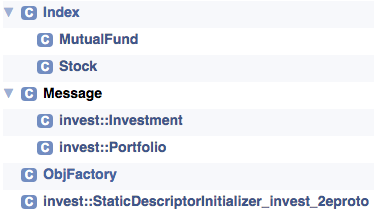 C Index
C MutualFund
C Stock
C Message
C invest::Investment
C invest::Portfolio
C ObjFactory
C invest::StaticDescriptorInitializer_invest_2eproto